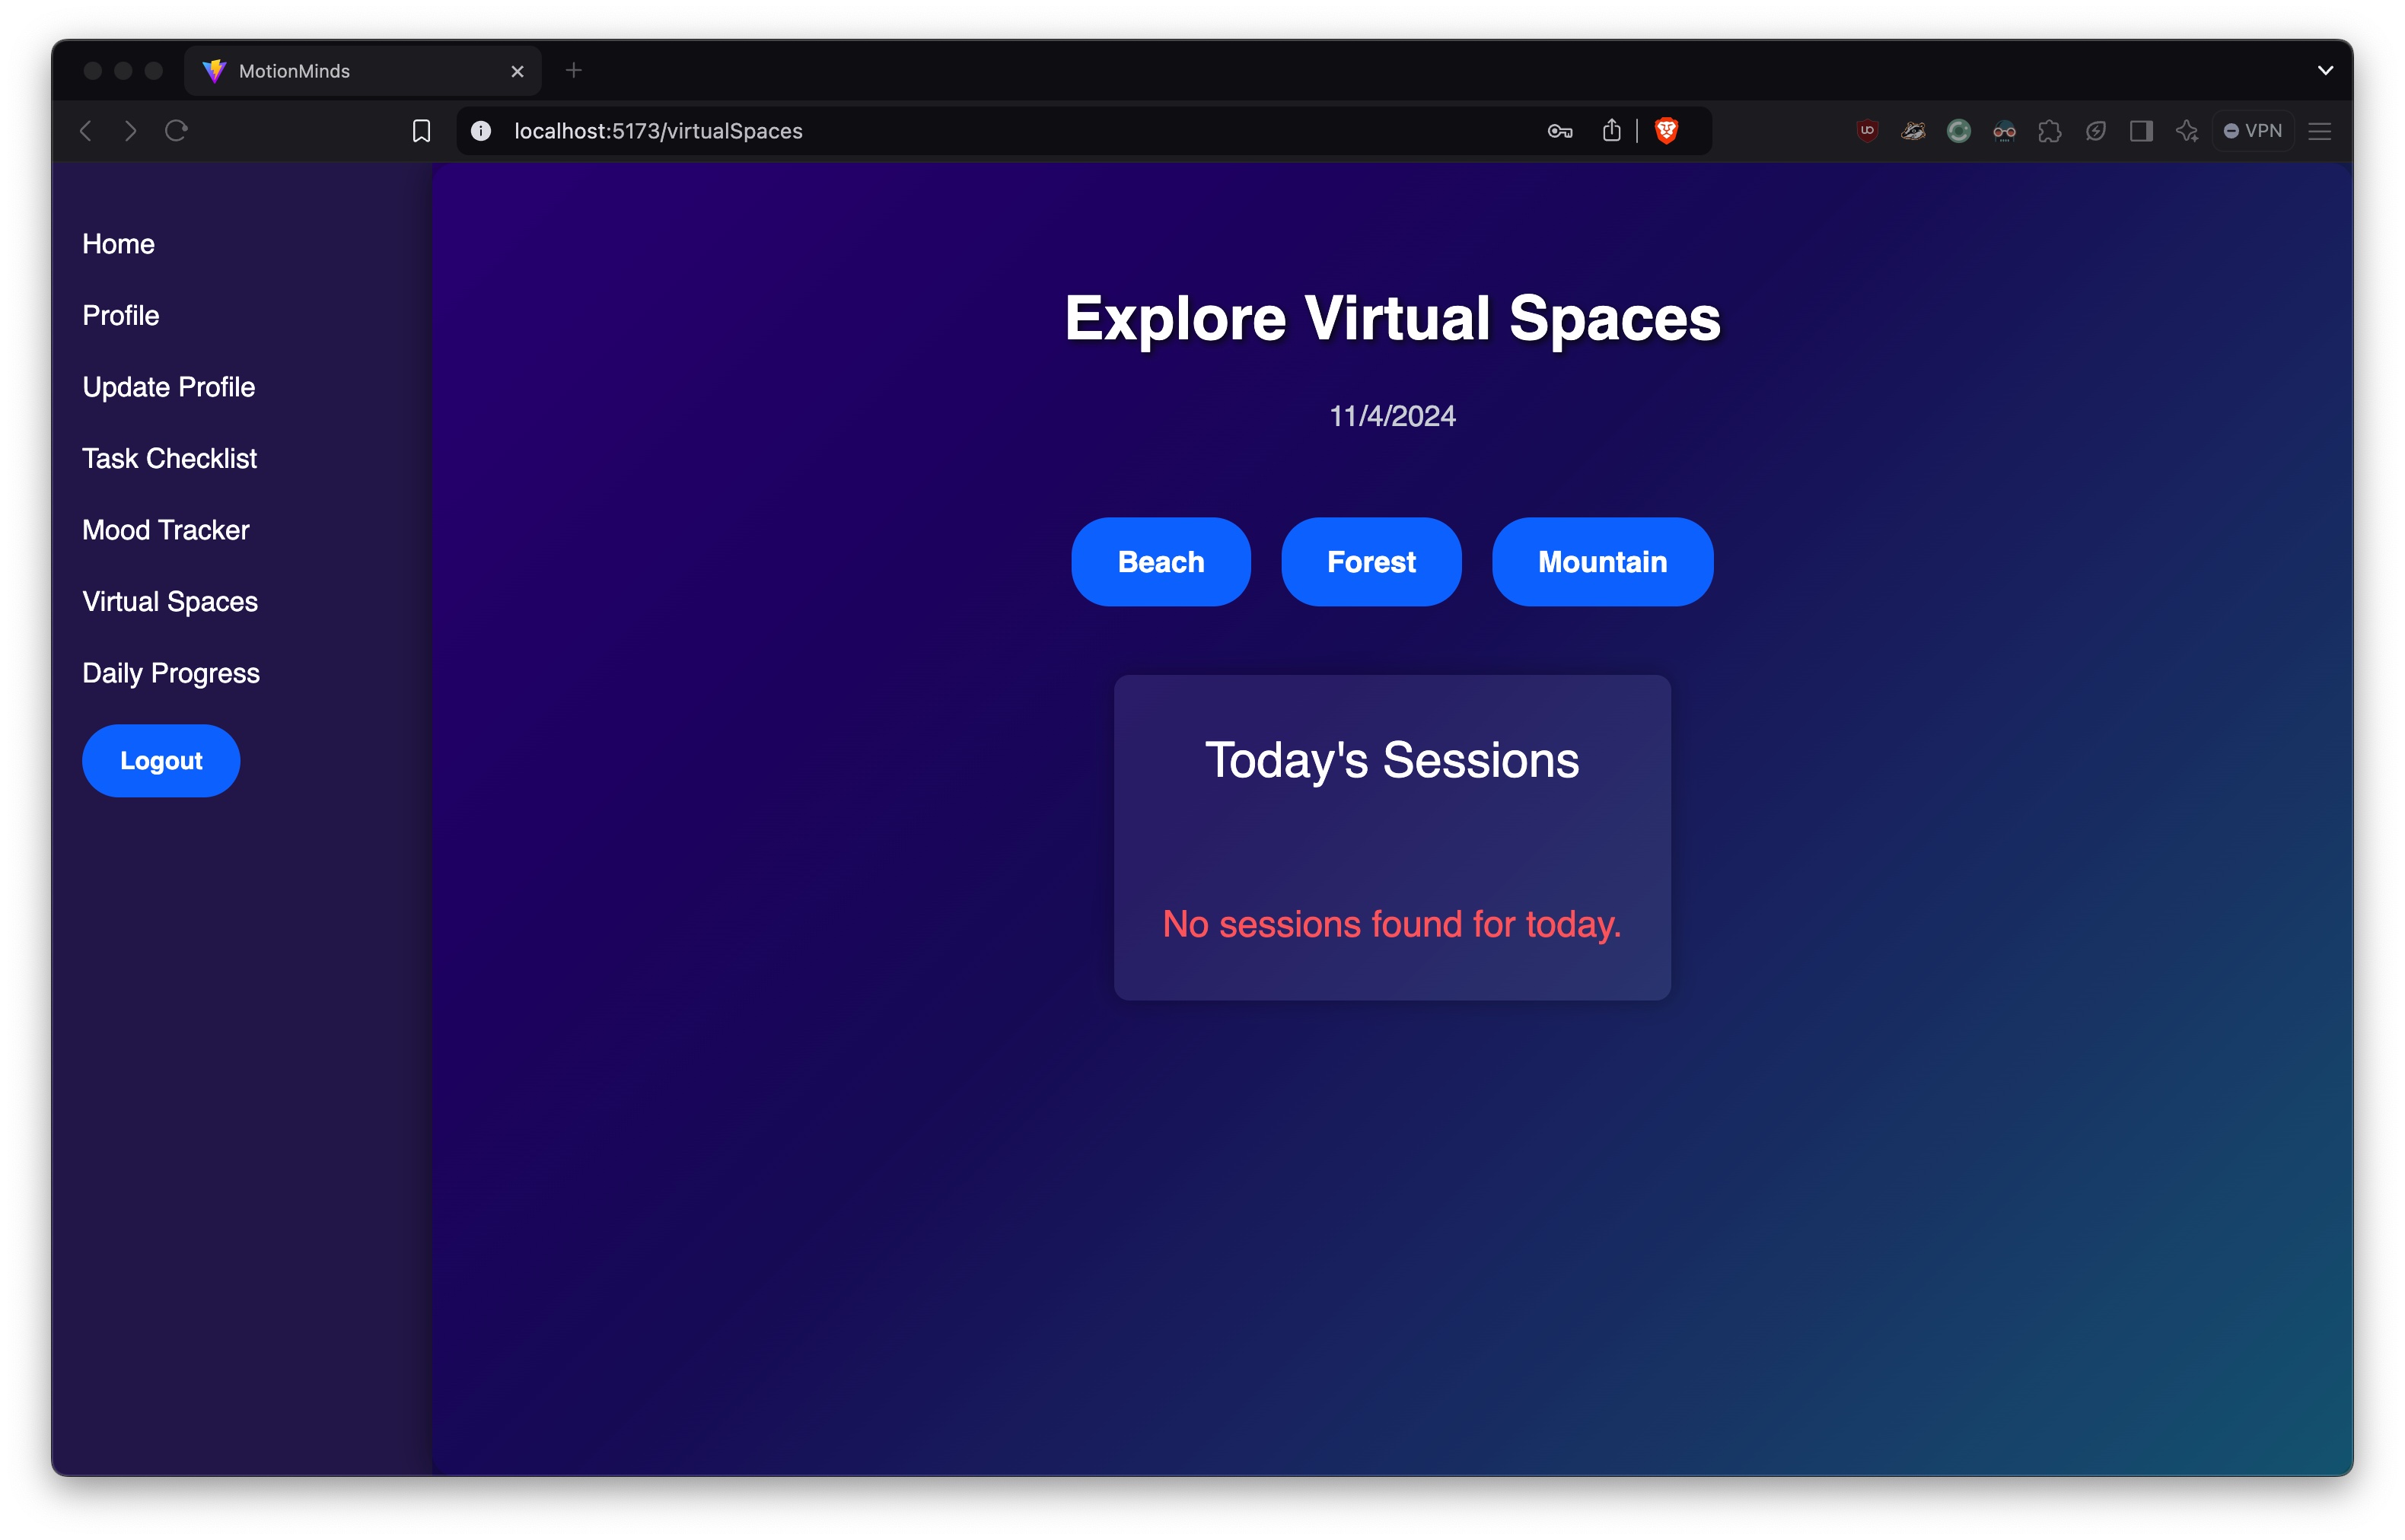 MotionMinds
localhost:5173/virtualSpaces
VPN
Home
Profile
Update Profile
Task Checklist
Mood Tracker
Virtual Spaces
Daily Progress
Logout
Explore Virtual Spaces
11/4/2024
Beach
Forest
Mountain
Today's Sessions
No sessions found for today.